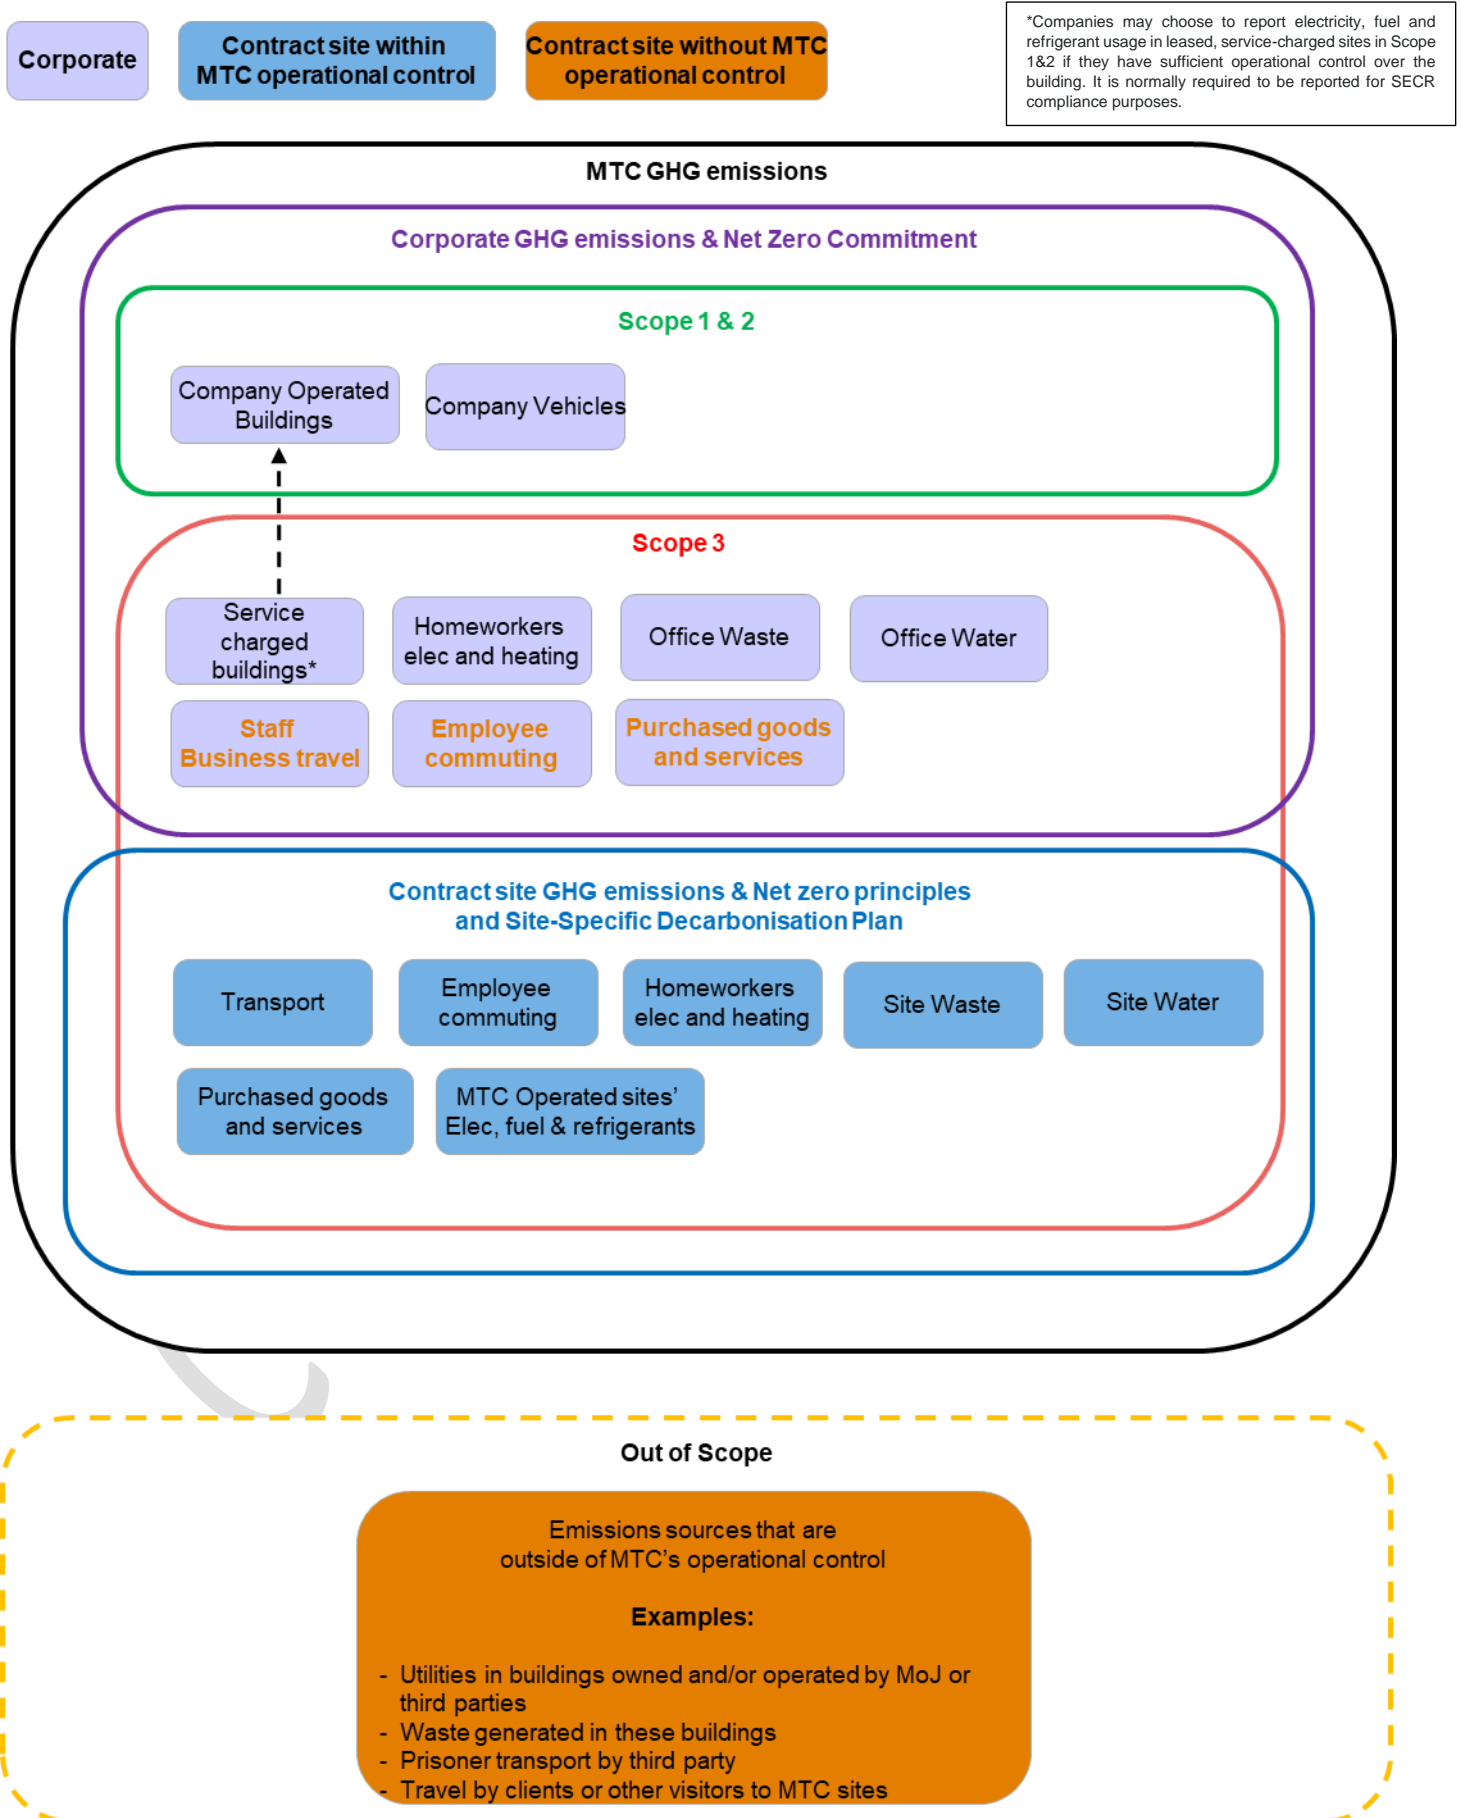 Corporate
Contract site within
MTC operational control
Contract site without MTC
operational control
*Companies may choose to report electricity, fuel and
refrigerant usage in leased, service-charged sites in Scope
1&2 if they have sufficient operational control over the
building. It is normally required to be reported for SECR
compliance purposes.
MTC GHG emissions
Corporate GHG emissions & Net Zero Commitment
Scope 1 & 2
Company Operated
Buildings
Company Vehicles
Scope 3
Service
charged
buildings*
Homeworkers
elec and heating
Office Waste
Office Water
Staff
Business travel
Employee
commuting
Purchased goods
and services
Contract site GHG emissions & Net zero principles
and Site-Specific Decarbonisation Plan
Transport
Employee
commuting
Homeworkers
elec and heating
Site Waste
Site Water
Purchased goods
and services
MTC Operated sites’
Elec, fuel & refrigerants
Out of Scope
Emissions sources that are
outside of MTC’s operational control
Examples:
- Utilities in buildings owned and/or operated by MoJ or
third parties
- Waste generated in these buildings
- Prisoner transport by third party
- Travel by clients or other visitors to MTC sites